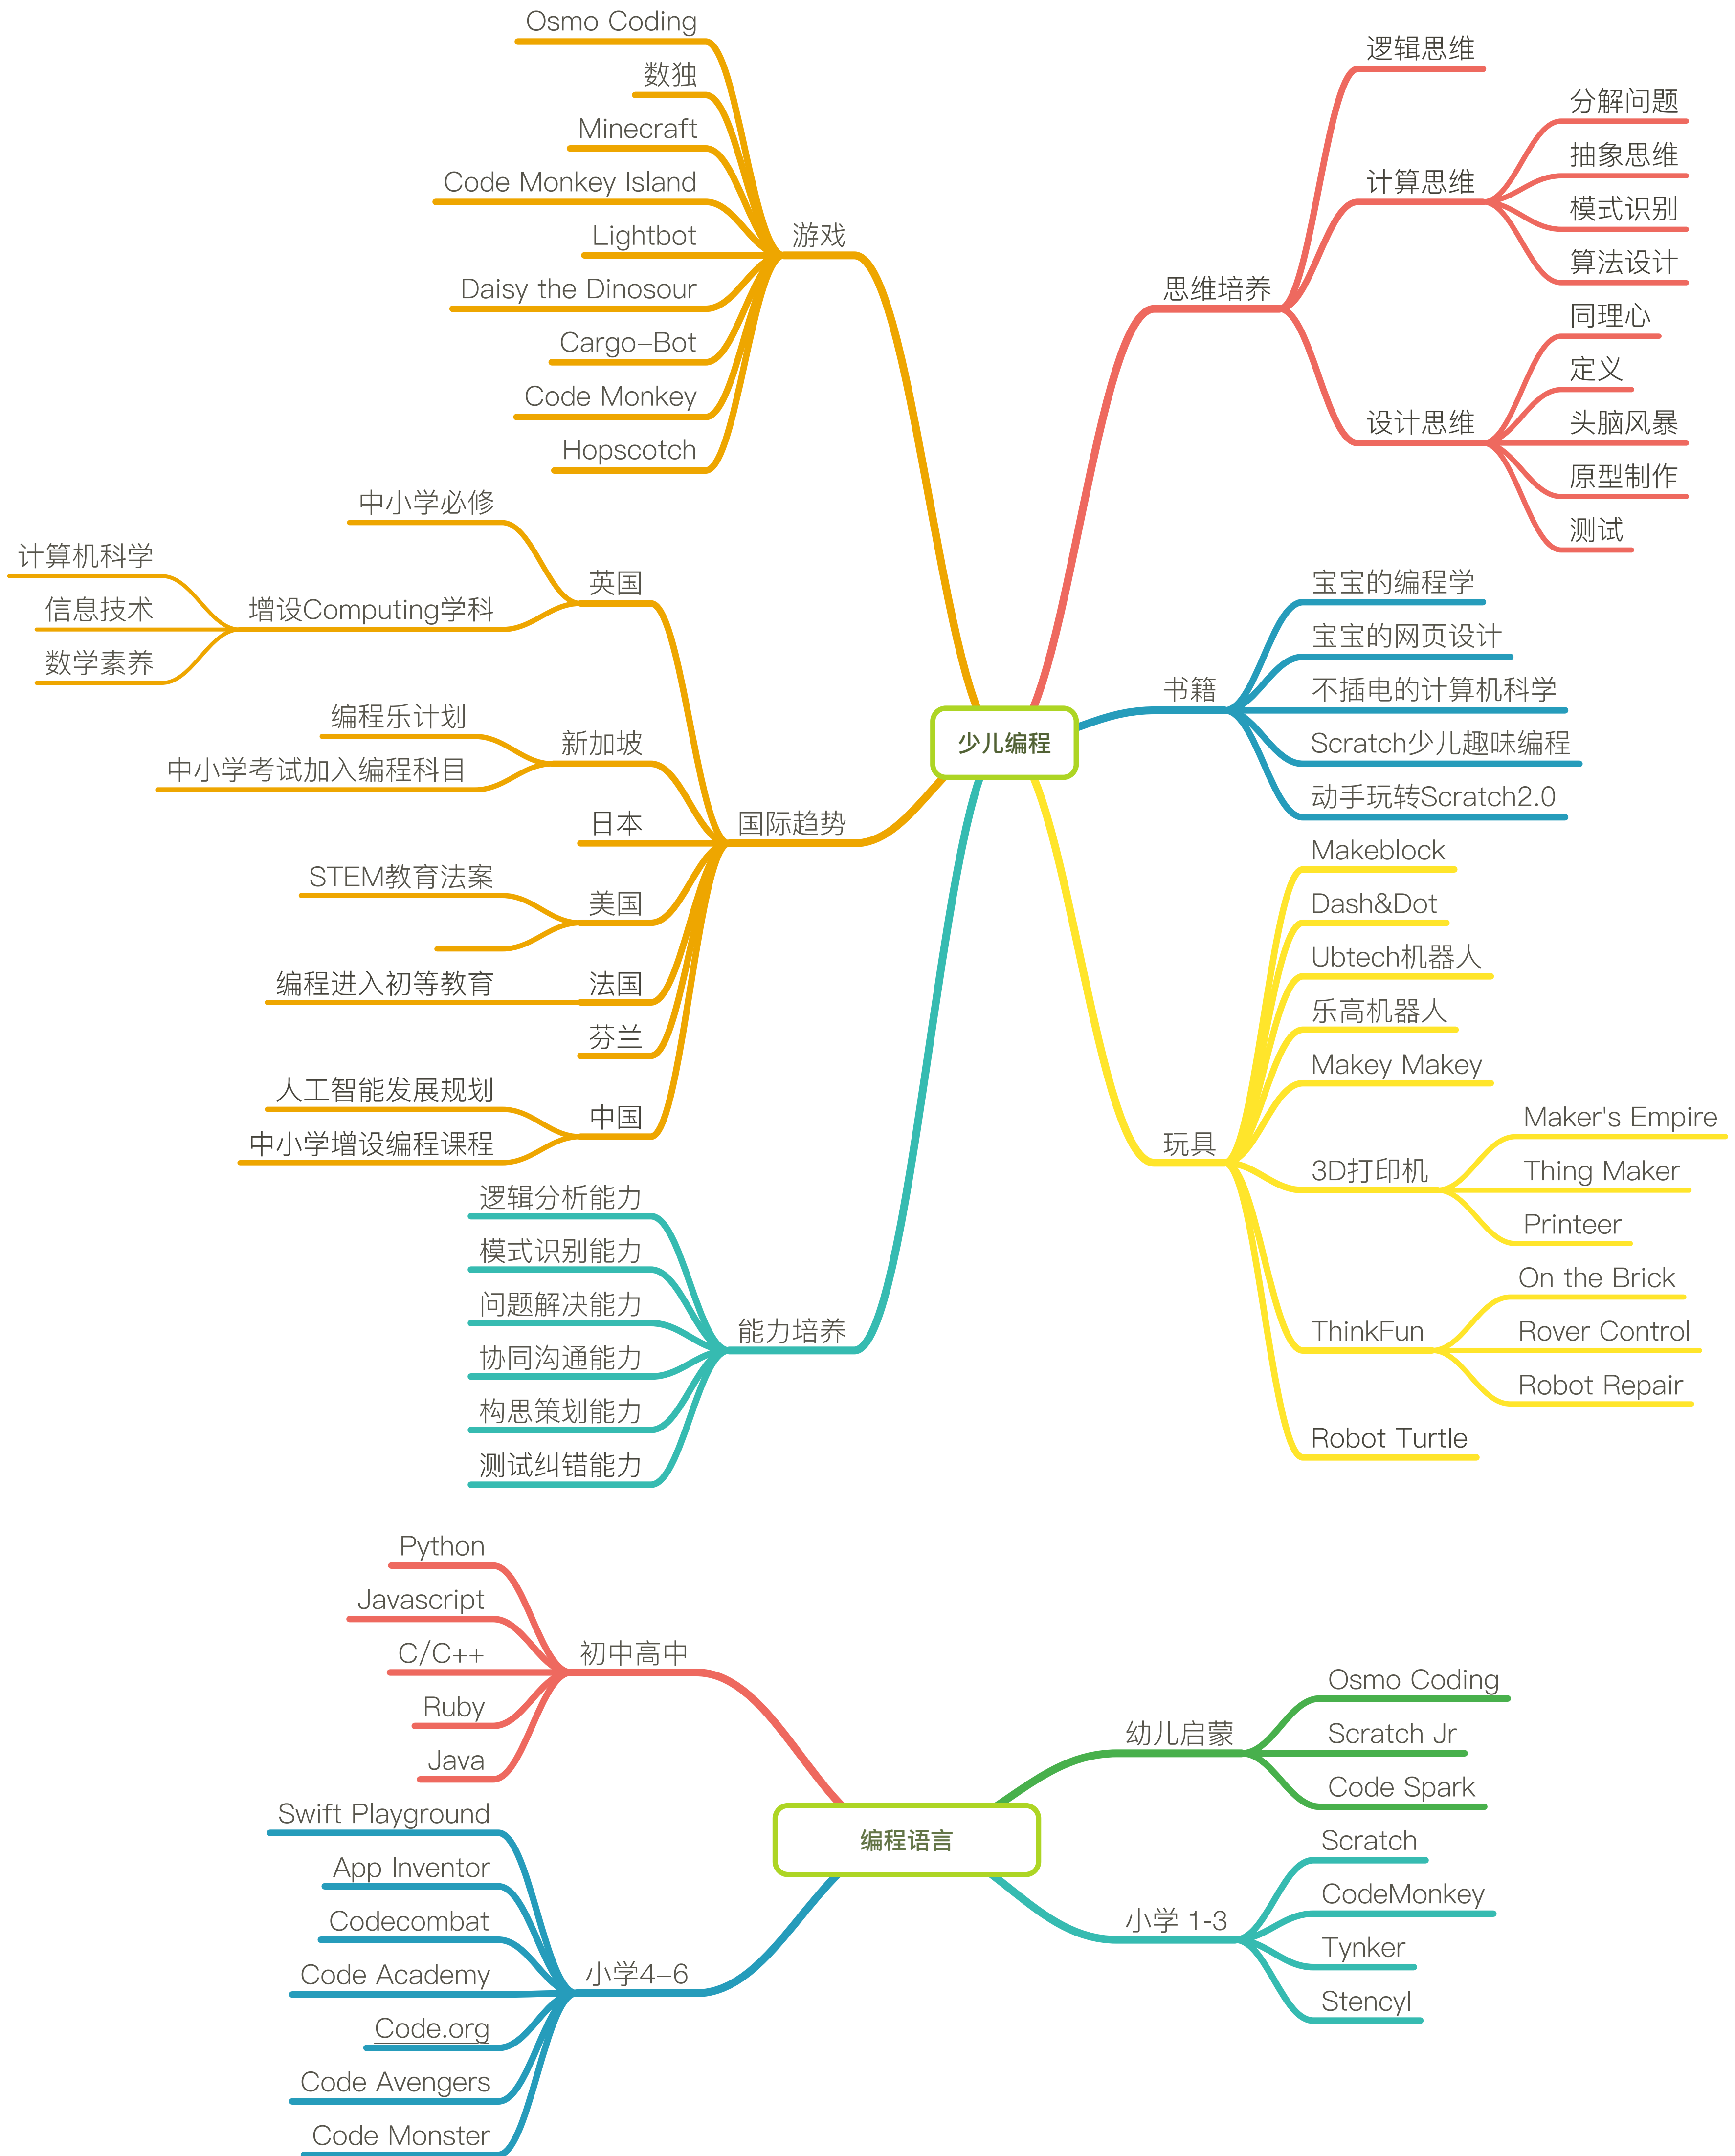 少儿编程
思维培养
逻辑思维
计算思维
分解问题
抽象思维
模式识别
算法设计
设计思维
同理心
定义
头脑风暴
原型制作
测试
书籍
宝宝的编程学
宝宝的网页设计
不插电的计算机科学
Scratch少儿趣味编程
动手玩转Scratch2.0
玩具
Makeblock
Dash&Dot
Ubtech机器人
乐高机器人
Makey Makey
3D打印机
Maker's Empire
Thing Maker
Printeer
ThinkFun
On the Brick
Rover Control
Robot Repair
Robot Turtle
游戏
Osmo Coding
数独
Minecraft
Code Monkey Island
Lightbot
Daisy the Dinosour
Cargo-Bot
Code Monkey
Hopscotch
国际趋势
英国
中小学必修
增设Computing学科
计算机科学
信息技术
数学素养
新加坡
编程乐计划
中小学考试加入编程科目
日本
美国
STEM教育法案
法国
编程进入初等教育
芬兰
中国
人工智能发展规划
中小学增设编程课程
能力培养
逻辑分析能力
模式识别能力
问题解决能力
协同沟通能力
构思策划能力
测试纠错能力
编程语言
幼儿启蒙
Osmo Coding
Scratch Jr
Code Spark
小学 1-3
Scratch
CodeMonkey
Tynker
Stencyl
初中高中
Python
Javascript
C/C++
Ruby
Java
小学4-6
Swift Playground
App Inventor
Codecombat
Code Academy
Code.org
Code Avengers
Code Monster